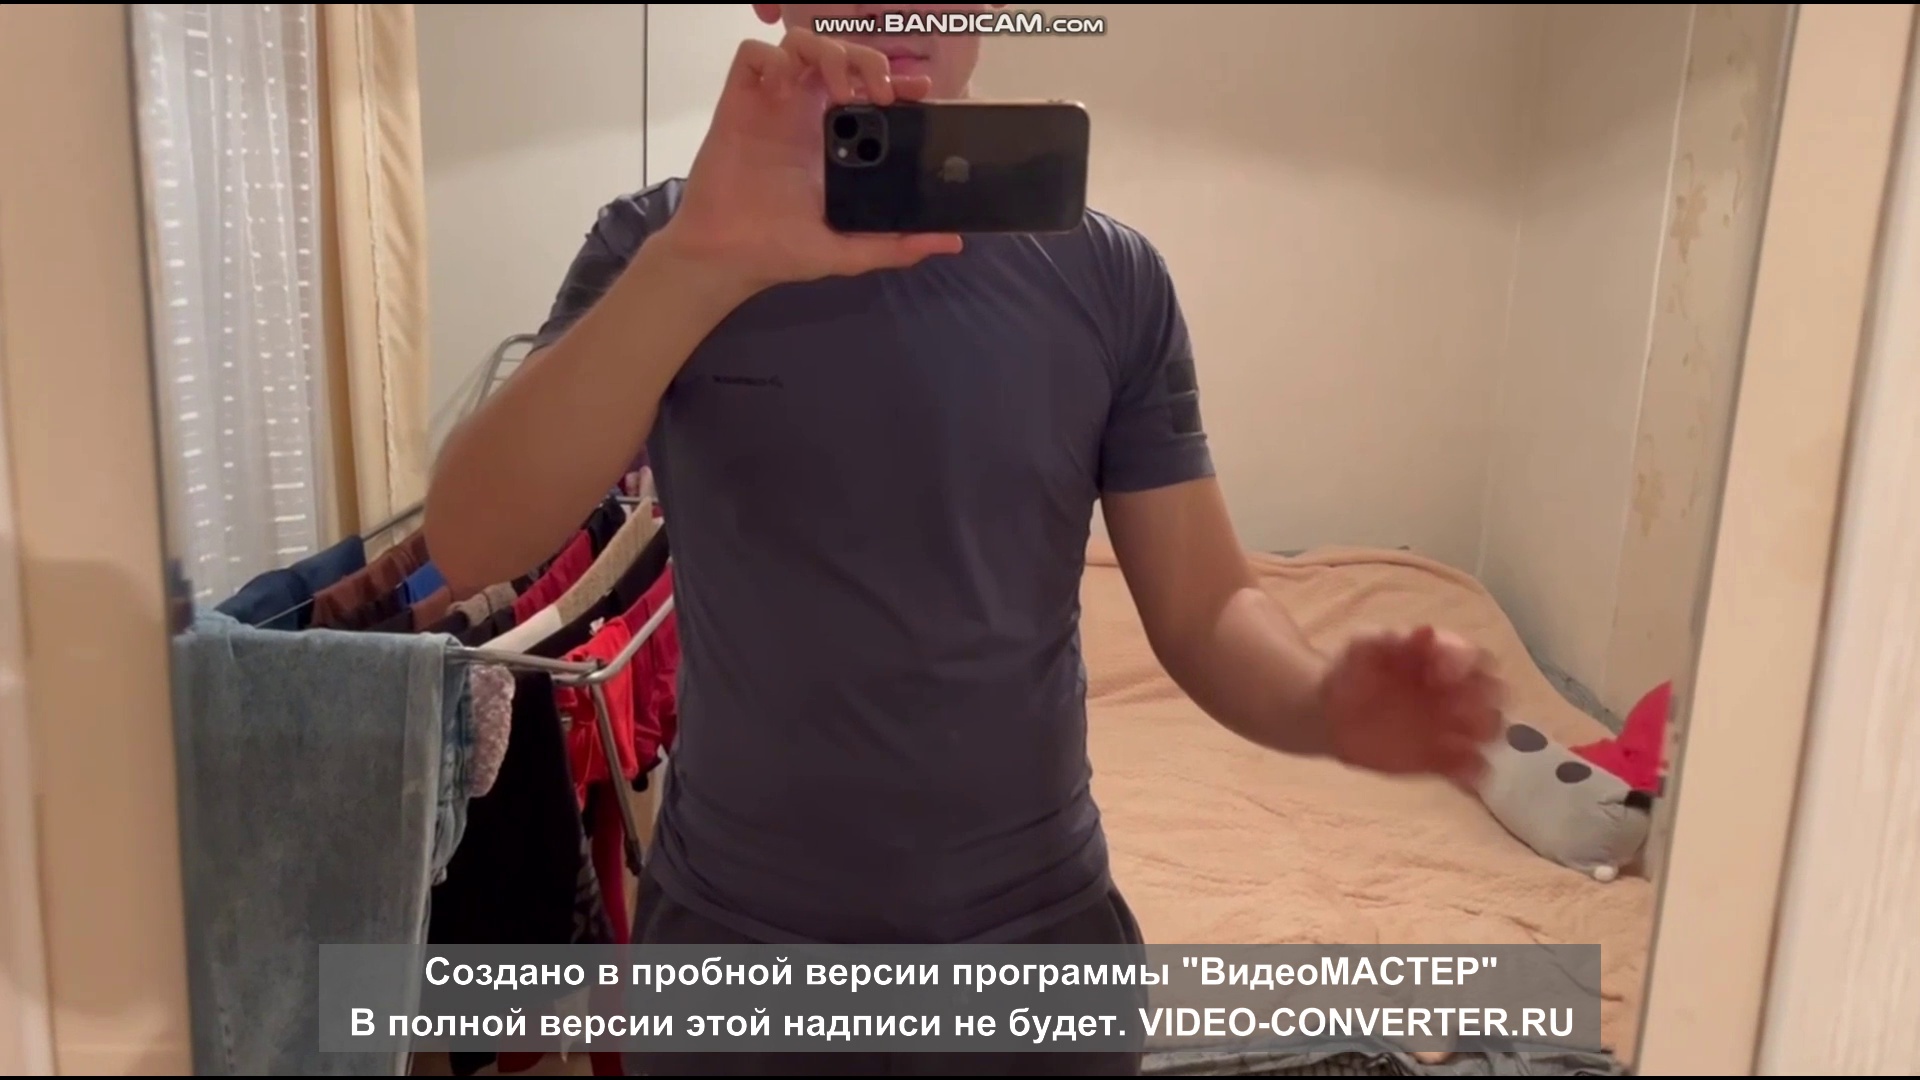 www.BANDICAM.com
Создано в пробной версии программы "ВидеоМАСТЕР"
В полной версии этой надписи не будет. VIDEO-CONVERTER.RU